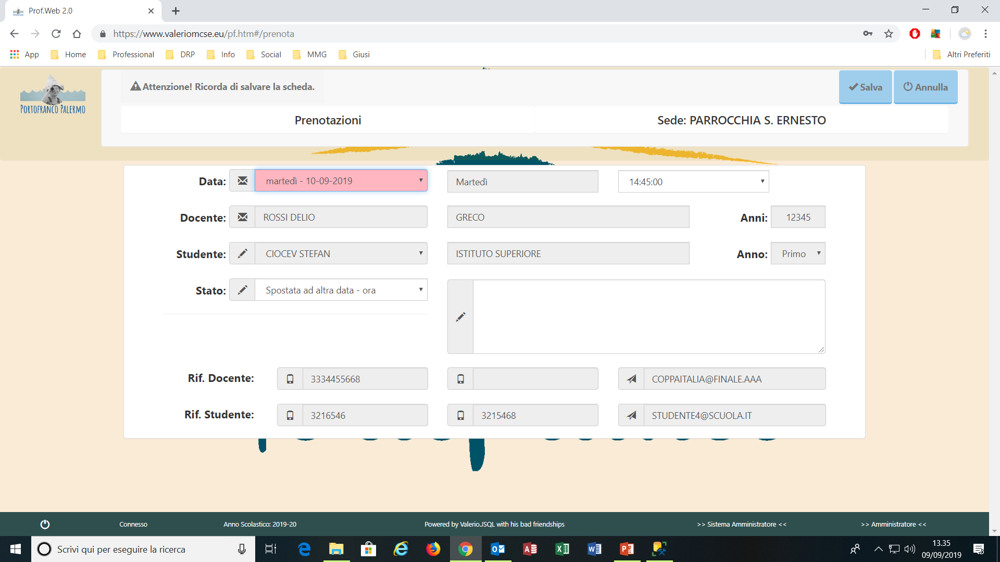 Prof.Web 2.0
https://www.valeriomcse.eu/pf.htm#/prenota
App Home Professional DRP Info Social MMG Giusi Altri Preferiti
PORTOFRANCO PALERMO
Attenzione! Ricorda di salvare la scheda.
Salva Annulla
Prenotazioni Sede: PARROCCHIA S. ERNESTO
Data: martedì - 10-09-2019 Martedì 14:45:00
Docente: ROSSI DELIO GRECO Anni: 12345
Studente: CIOCEV STEFAN ISTITUTO SUPERIORE Anno: Primo
Stato: Spostata ad altra data - ora
Rif. Docente: 3334455668 COPPAITALIA@FINALE.AAA
Rif. Studente: 3216546 3215468 STUDENTE4@SCUOLA.IT
Connesso Anno Scolastico: 2019-20 Powered by ValerioJSQL with his bad friendships >> Sistema Amministratore << >> Amministratore <<
Scrivi qui per eseguire la ricerca
13.35
09/09/2019